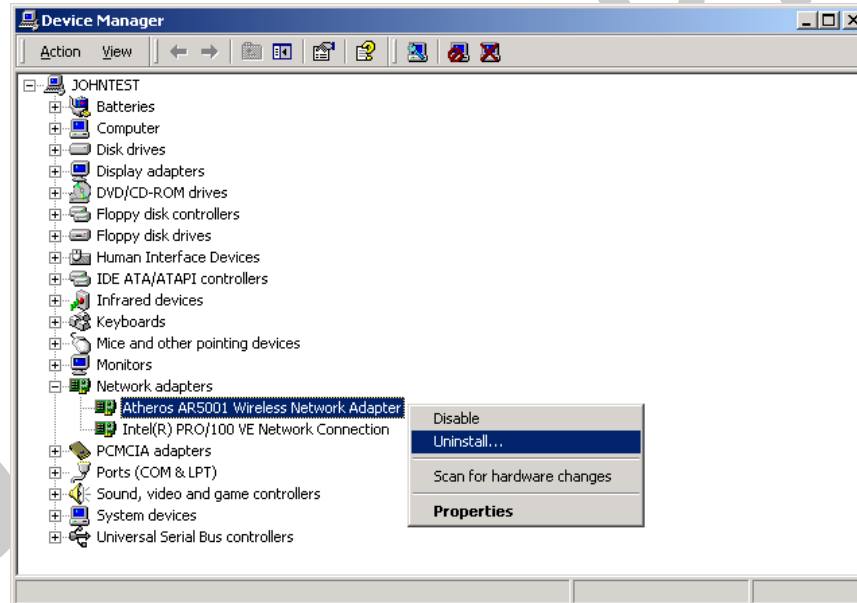 Device Manager
Action View
JOHNTEST
Batteries
Computer
Disk drives
Display adapters
DVD/CD-ROM drives
Floppy disk controllers
Floppy disk drives
Human Interface Devices
IDE ATA/ATAPI controllers
Infrared devices
Keyboards
Mice and other pointing devices
Monitors
Network adapters
Atheros AR5001 Wireless Network Adapter
Intel(R) PRO/100 VE Network Connection
PCMCIA adapters
Ports (COM & LPT)
Sound, video and game controllers
System devices
Universal Serial Bus controllers
Disable
Uninstall...
Scan for hardware changes
Properties